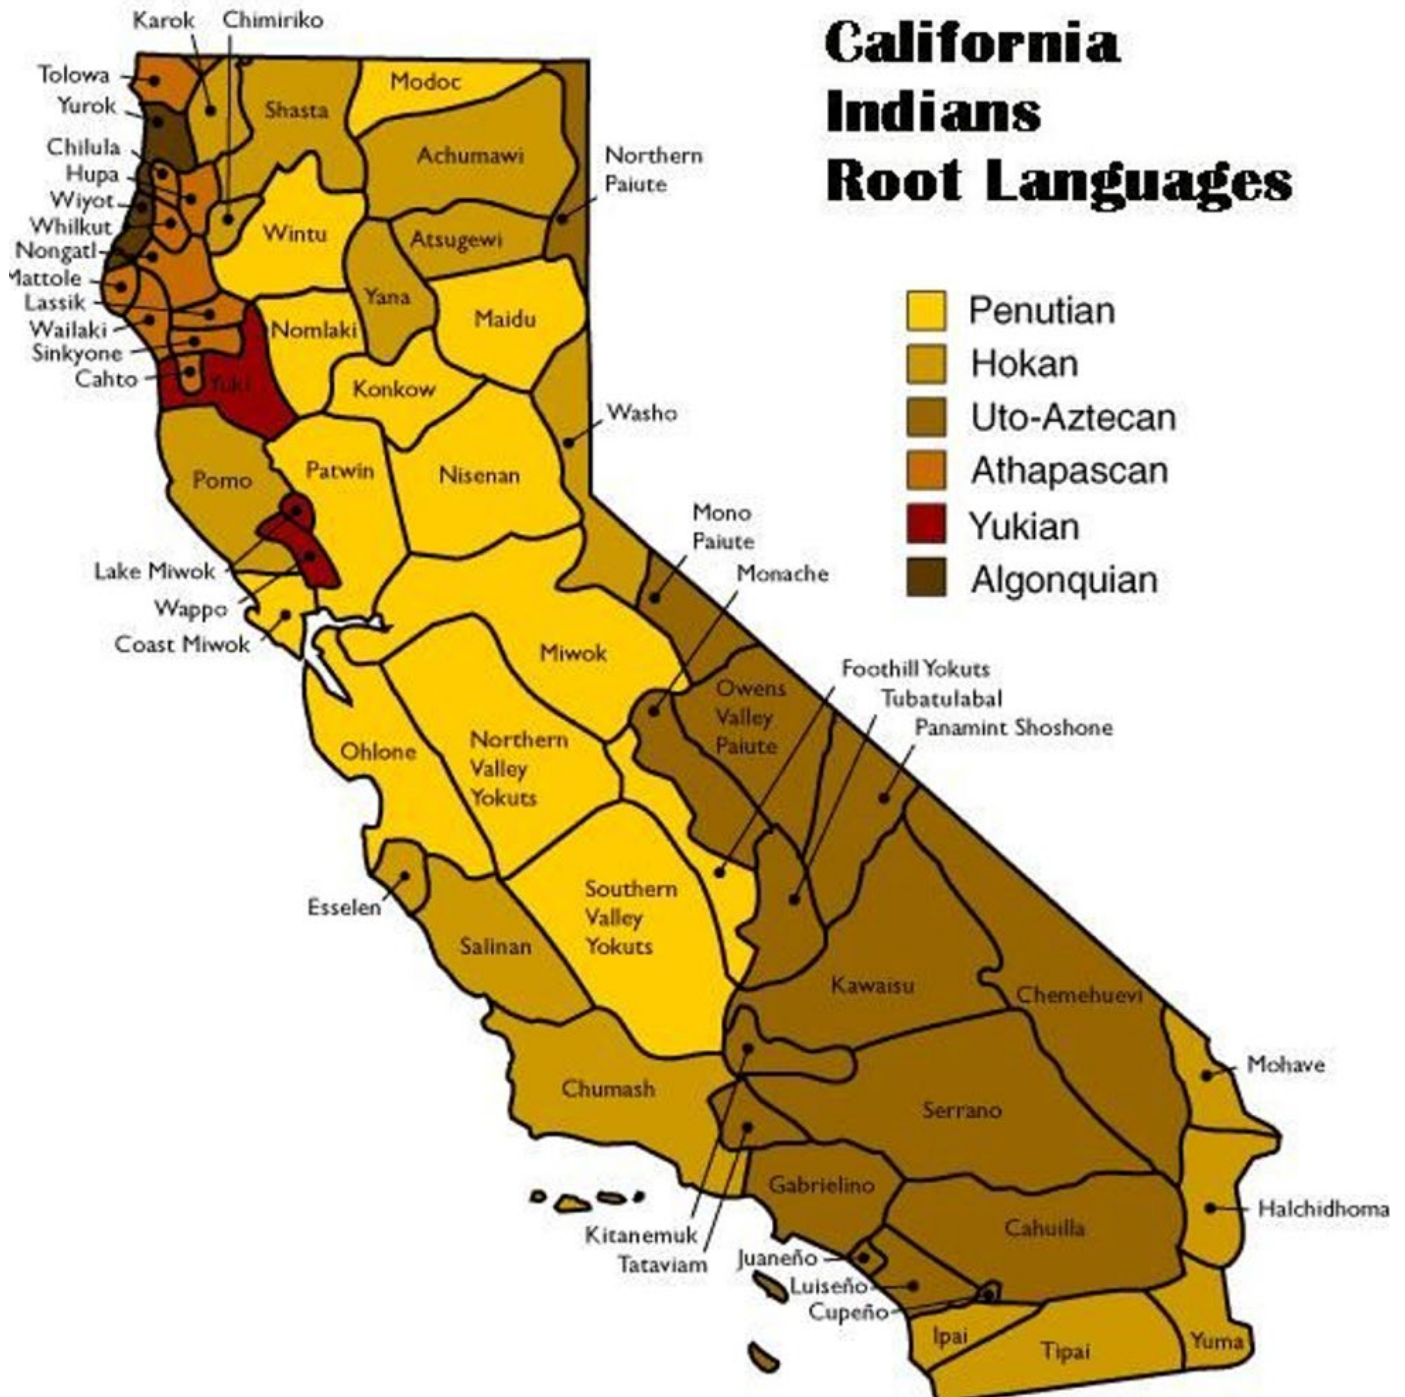 California
Indians
Root Languages
Penutian
Hokan
Uto-Aztecan
Athapascan
Yukian
Algonquian
Karok
Chimiriko
Tolowa
Yurok
Chilula
Hupa
Wiyot
Whilkut
Nongatl
Mattole
Lassik
Wailaki
Sinkyone
Cahto
Shasta
Modoc
Achumawi
Northern
Paiute
Wintu
Atsugewi
Yana
Nomlaki
Maidu
Yuki
Konkow
Washo
Pomo
Patwin
Nisenan
Lake Miwok
Wappo
Coast Miwok
Mono
Paiute
Monache
Miwok
Foothill Yokuts
Tubatulabal
Panamint Shoshone
Owens
Valley
Paiute
Ohlone
Northern
Valley
Yokuts
Esselen
Southern
Valley
Yokuts
Salinan
Kawaisu
Chemehuevi
Chumash
Mohave
Serrano
Gabrielino
Halchidhoma
Cahuilla
Kitanemuk
Tataviam
Juaneño
Luiseño
Cupeño
Ipai
Tipai
Yuma